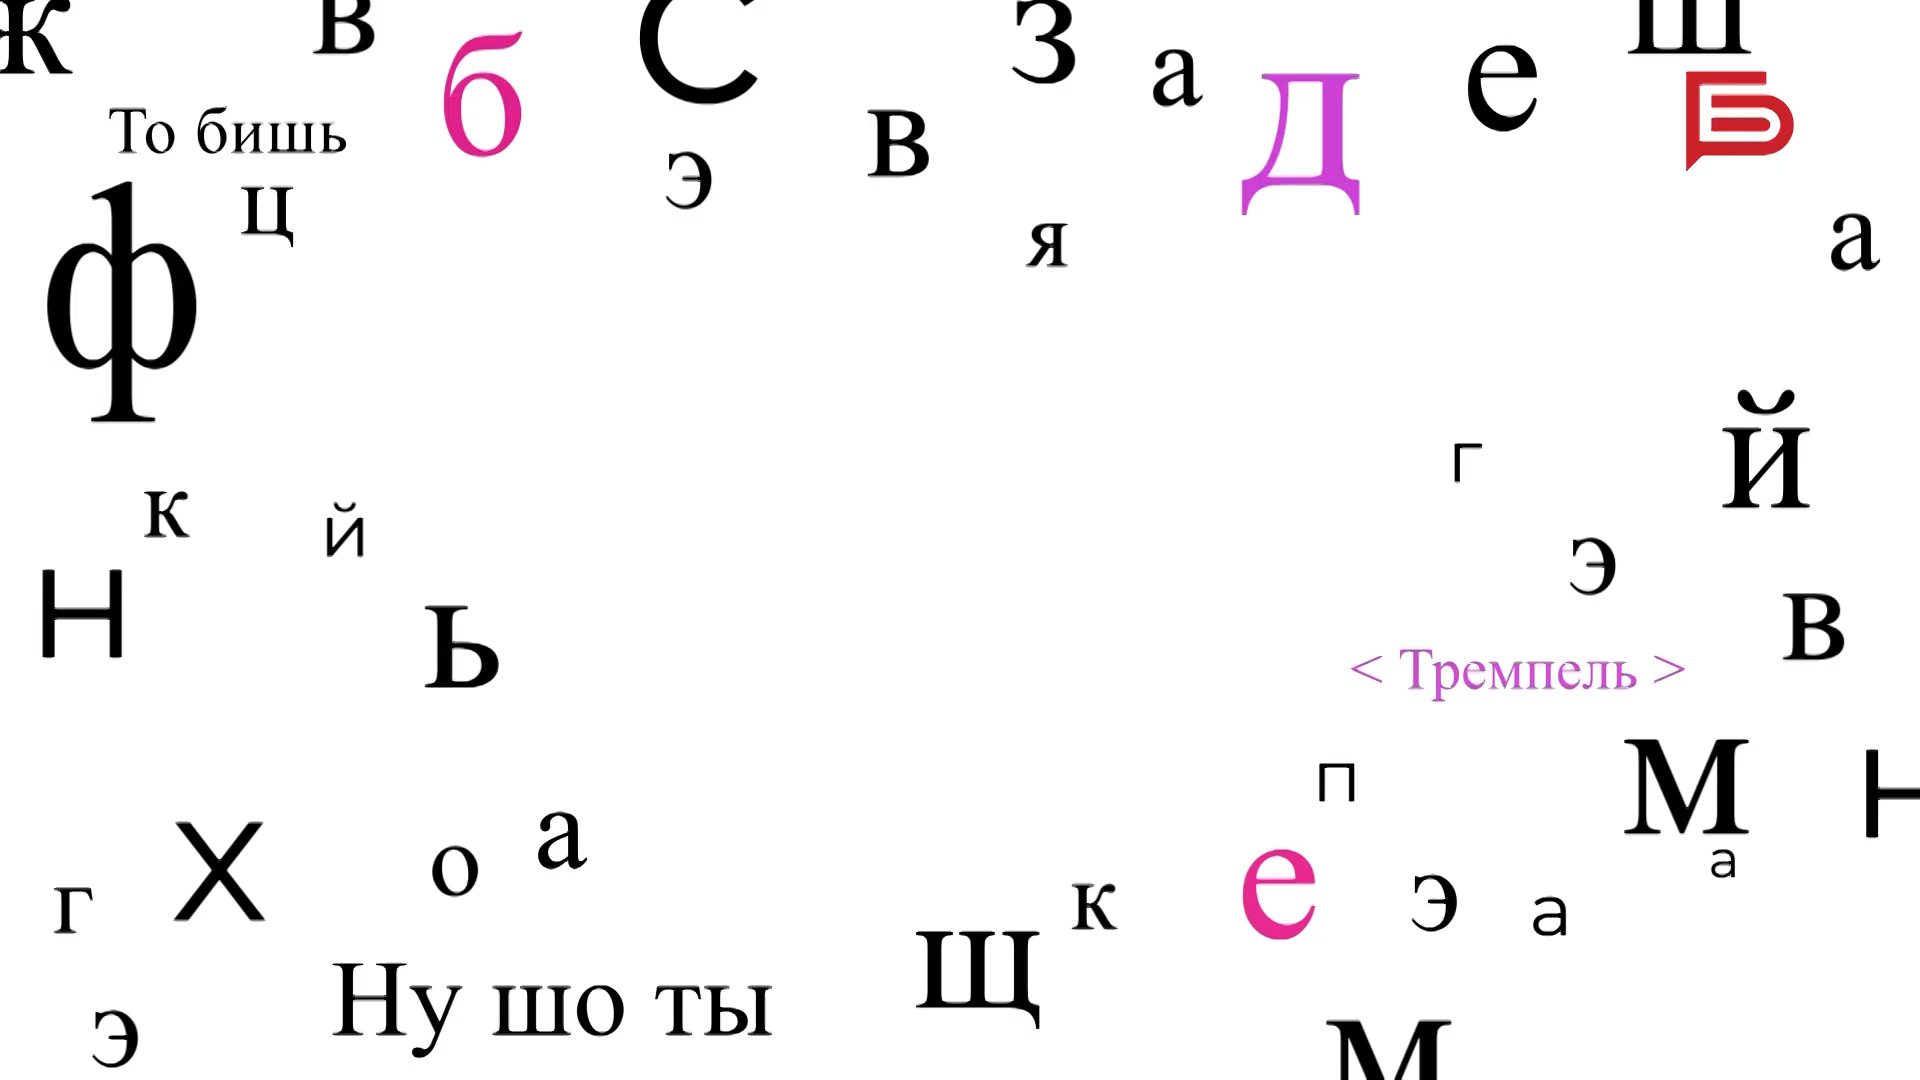 ж в б С З а Д е ш
То бишь
э в я а
ф ц
й
г
к й
э
Н ь в
< Тремпель >
п М Н
Х о а а
г щ к е э а
Ну шо ты
э М